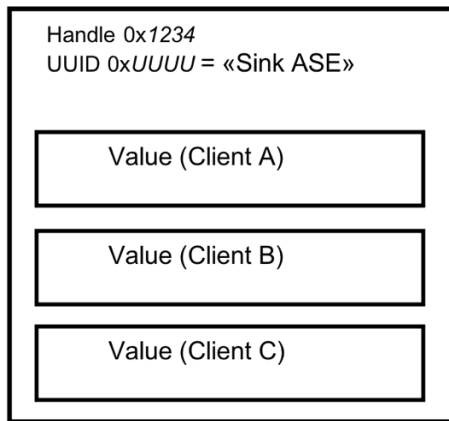 Handle 0x1234
UUID 0xUUUU = «Sink ASE»
Value (Client A)
Value (Client B)
Value (Client C)